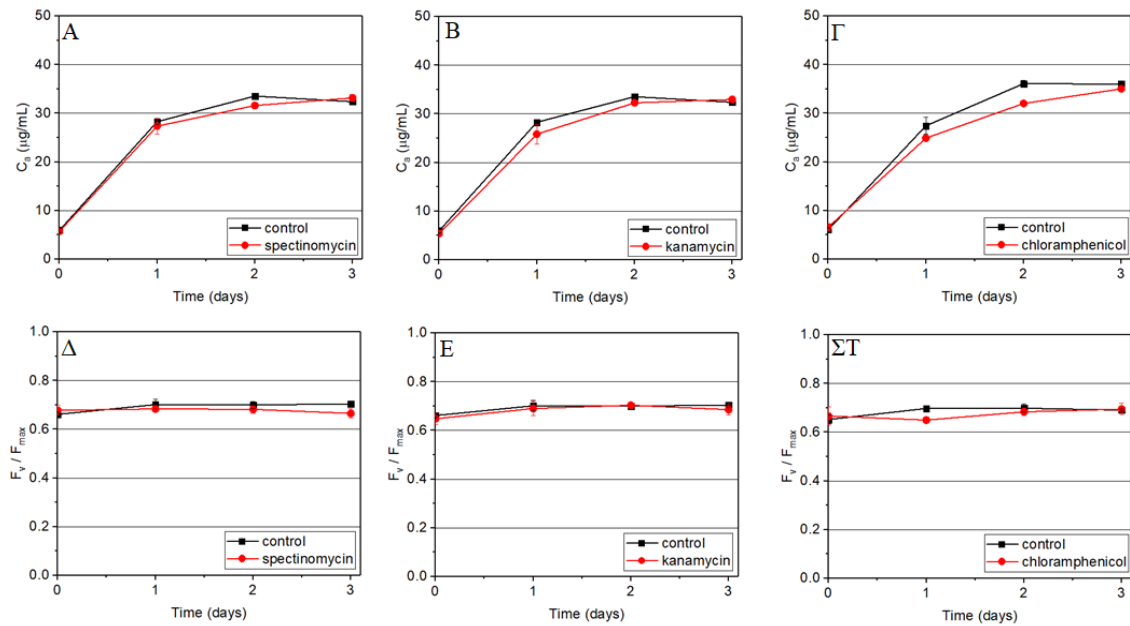 A
50
40
30
20
10
0
Cₐ (μg/mL)
control
spectinomycin
0 1 2 3
Time (days)
B
50
40
30
20
10
0
Cₐ (μg/mL)
control
kanamycin
0 1 2 3
Time (days)
Γ
50
40
30
20
10
0
Cₐ (μg/mL)
control
chloramphenicol
0 1 2 3
Time (days)
Δ
1.0
0.8
0.6
0.4
0.2
0.0
Fᵥ / Fₘₐₓ
control
spectinomycin
0 1 2 3
Time (days)
E
1.0
0.8
0.6
0.4
0.2
0.0
Fᵥ / Fₘₐₓ
control
kanamycin
0 1 2 3
Time (days)
ΣΤ
1.0
0.8
0.6
0.4
0.2
0.0
Fᵥ / Fₘₐₓ
control
chloramphenicol
0 1 2 3
Time (days)